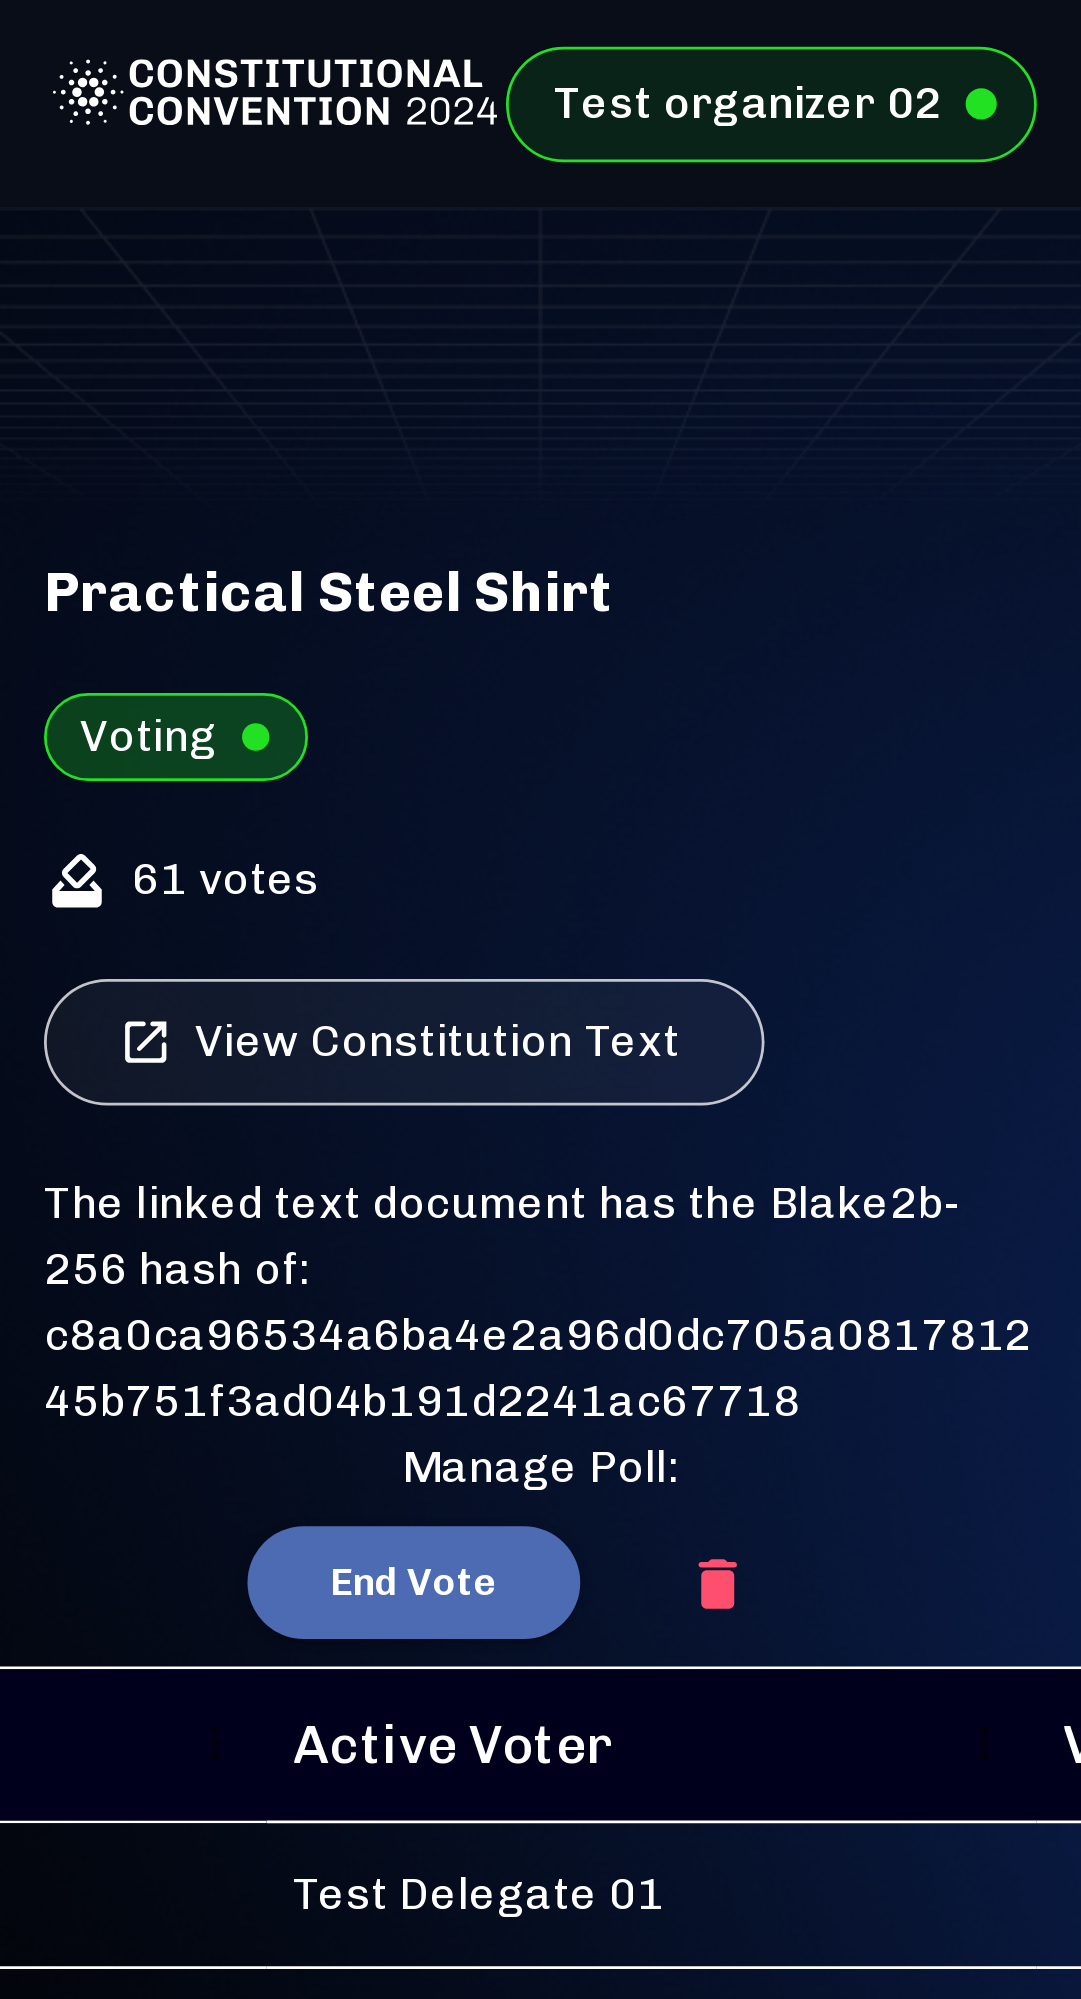 CONSTITUTIONAL
CONVENTION 2024
Test organizer 02
Practical Steel Shirt
Voting
61 votes
View Constitution Text
The linked text document has the Blake2b-
256 hash of:
c8a0ca96534a6ba4e2a96d0dc705a0817812
45b751f3ad04b191d2241ac67718
Manage Poll:
End Vote
Active Voter
Test Delegate 01